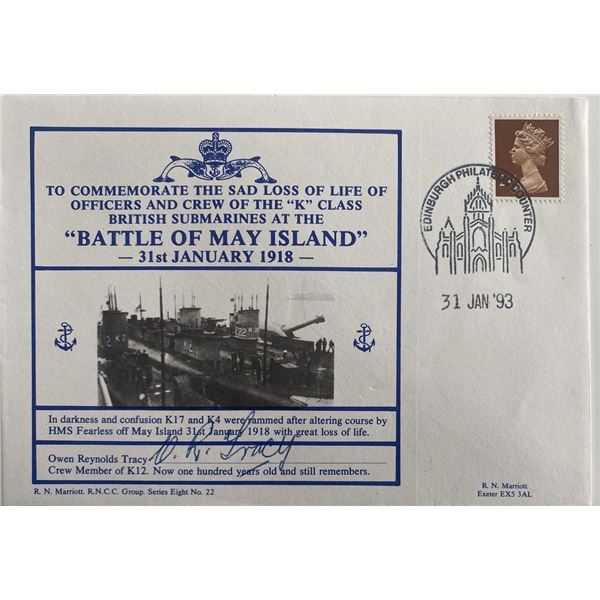 TO COMMEMORATE THE SAD LOSS OF LIFE OF
OFFICERS AND CREW OF THE "K" CLASS
BRITISH SUBMARINES AT THE
"BATTLE OF MAY ISLAND"
— 31st JANUARY 1918 —
EDINBURGH PHILATELIC COUNTER
31 JAN '93
K2
22
In darkness and confusion K17 and K4 were rammed after altering course by
HMS Fearless off May Island 31st January 1918 with great loss of life.
Owen Reynolds Tracy O. R. Tracy
Crew Member of K12. Now one hundred years old and still remembers.
R. N. Marriott. R.N.C.C. Group. Series Eight No. 22
R. N. Marriott
Exeter EX5 3AL